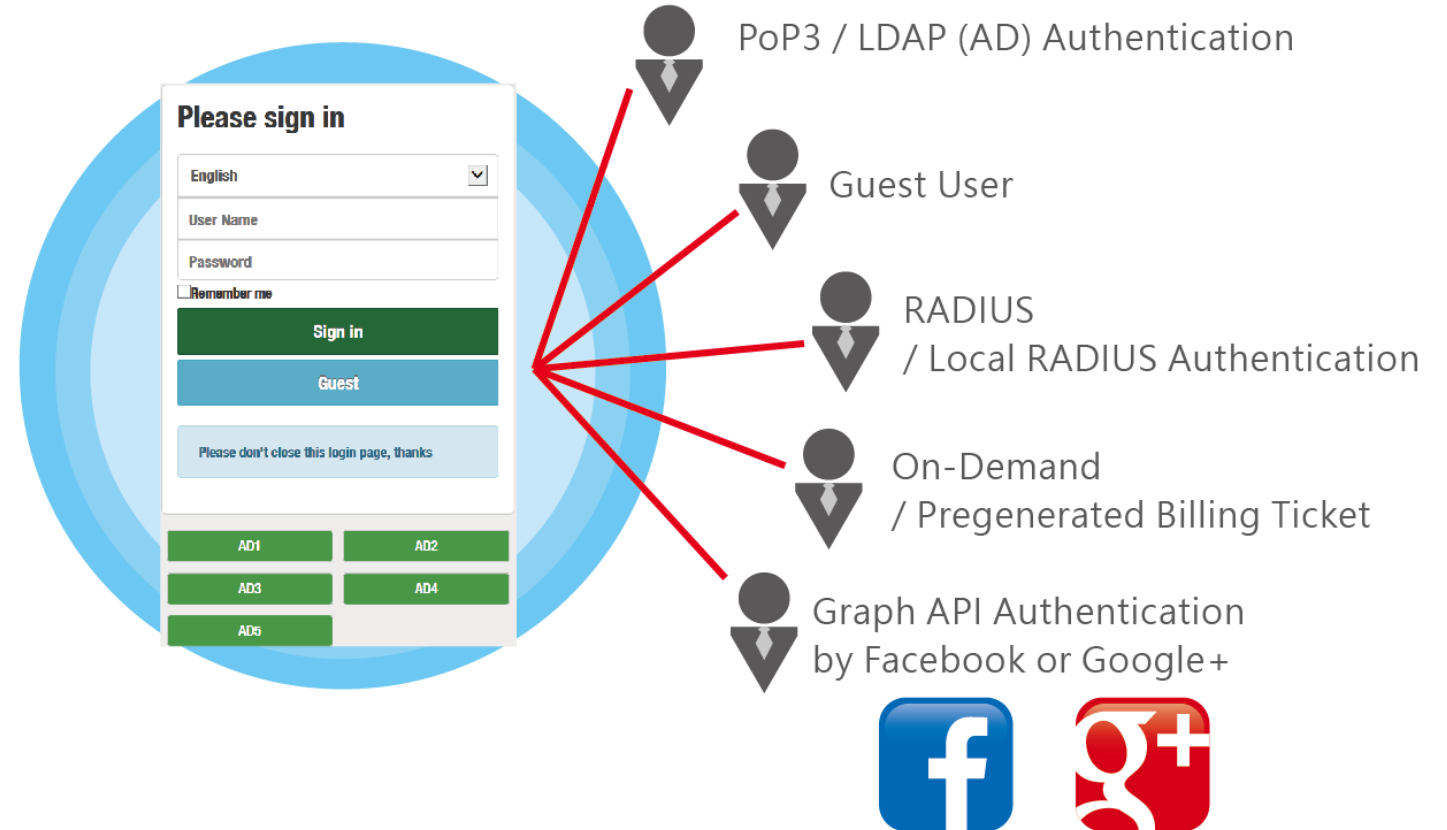 Please sign in
English
User Name
Password
Remember me
Sign in
Guest
Please don't close this login page, thanks
AD1
AD2
AD3
AD4
AD5
PoP3 / LDAP (AD) Authentication
Guest User
RADIUS
/ Local RADIUS Authentication
On-Demand
/ Pregenerated Billing Ticket
Graph API Authentication
by Facebook or Google+
f
g+